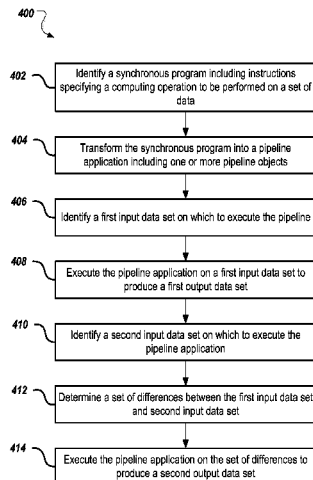 400
402
Identify a synchronous program including instructions
specifying a computing operation to be performed on a set of
data
404
Transform the synchronous program into a pipeline
application including one or more pipeline objects
406
Identify a first input data set on which to execute the pipeline
408
Execute the pipeline application on a first input data set to
produce a first output data set
410
Identify a second input data set on which to execute the
pipeline application
412
Determine a set of differences between the first input data set
and second input data set
414
Execute the pipeline application on the set of differences to
produce a second output data set